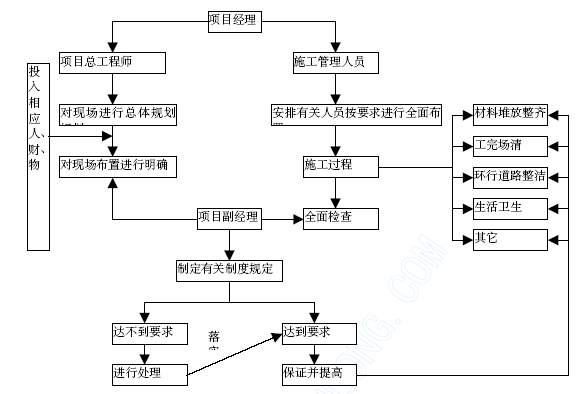 项目经理
项目总工程师
施工管理人员
投
入
相
应
人、
财、
物
对现场进行总体规划
安排有关人员按要求进行全面布
材料堆放整齐
工完场清
对现场布置进行明确
施工过程
环行道路整洁
生活卫生
项目副经理
全面检查
其它
制定有关制度规定
达不到要求
落
达到要求
进行处理
保证并提高